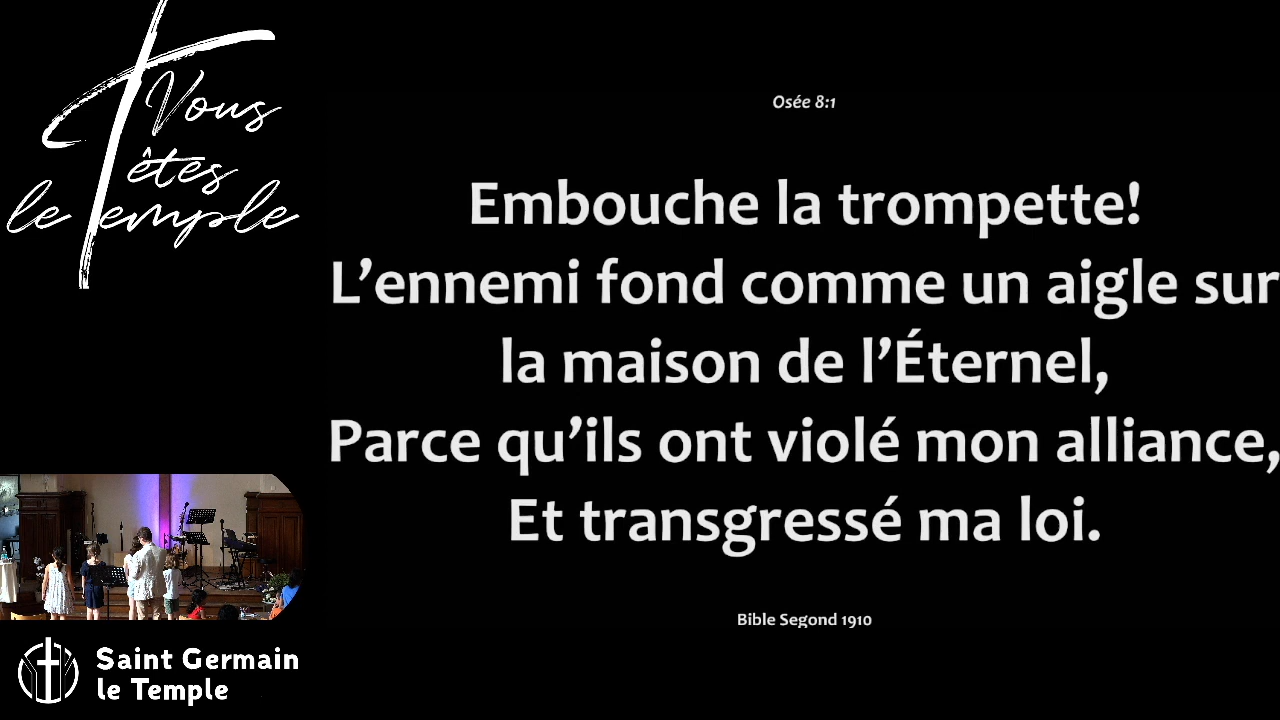 Vous
êtes
le Temple
Osée 8:1
Embouche la trompette!
L’ennemi fond comme un aigle sur
la maison de l’Éternel,
Parce qu’ils ont violé mon alliance,
Et transgressé ma loi.
Bible Segond 1910
Saint Germain
le Temple